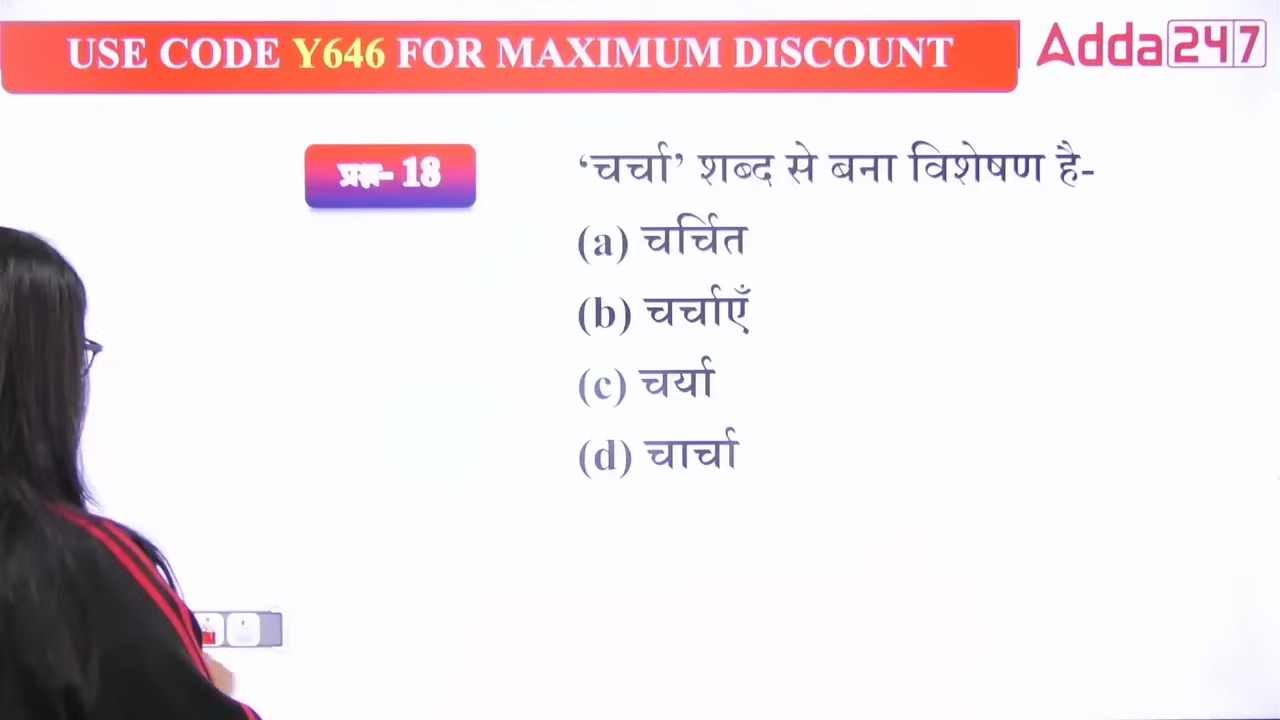 USE CODE Y646 FOR MAXIMUM DISCOUNT
Adda247
प्रश्न- 18
‘चर्चा’ शब्द से बना विशेषण है-
(a) चर्चित
(b) चर्चाएँ
(c) चर्या
(d) चार्चा